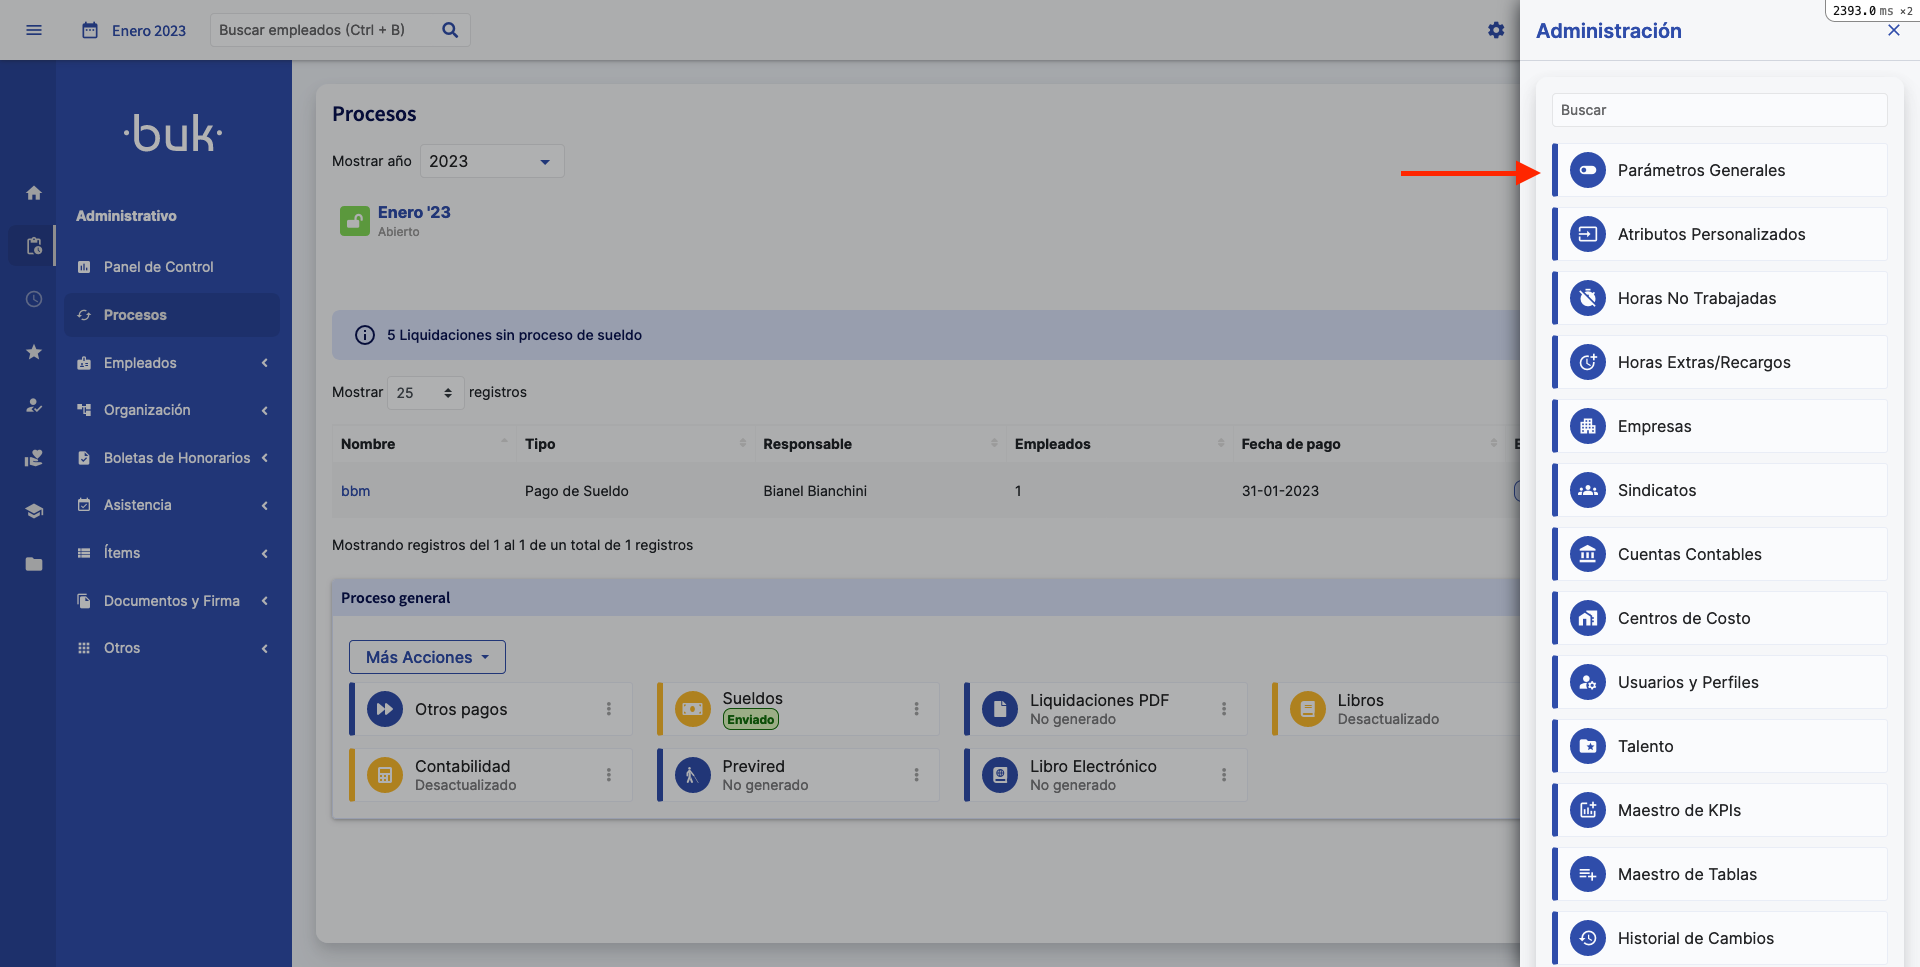 Enero 2023
Buscar empleados (Ctrl + B)
2393.0 ms ×2
Administración
·buk·
Administrativo
Panel de Control
Procesos
Empleados
Organización
Boletas de Honorarios
Asistencia
Ítems
Documentos y Firma
Otros
Procesos
Mostrar año 2023
Enero '23
Abierto
5 Liquidaciones sin proceso de sueldo
Mostrar 25 registros
Nombre Tipo Responsable Empleados Fecha de pago
bbm Pago de Sueldo Bianel Bianchini 1 31-01-2023
Mostrando registros del 1 al 1 de un total de 1 registros
Proceso general
Más Acciones
Otros pagos
Sueldos
Enviado
Liquidaciones PDF
No generado
Libros
Desactualizado
Contabilidad
Desactualizado
Previred
No generado
Libro Electrónico
No generado
Buscar
Parámetros Generales
Atributos Personalizados
Horas No Trabajadas
Horas Extras/Recargos
Empresas
Sindicatos
Cuentas Contables
Centros de Costo
Usuarios y Perfiles
Talento
Maestro de KPIs
Maestro de Tablas
Historial de Cambios